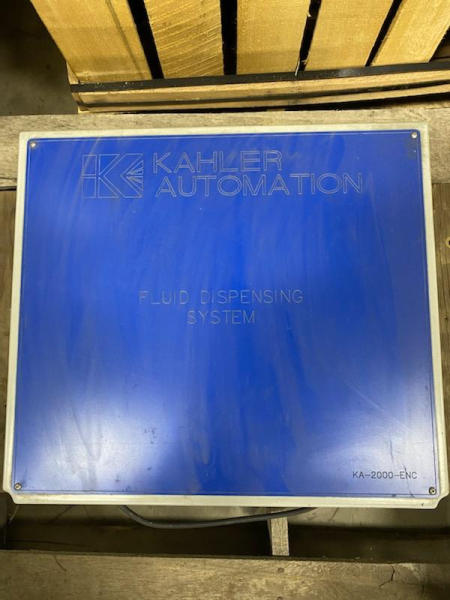 KAHLER
AUTOMATION
FLUID DISPENSING
SYSTEM
KA-2000-ENC